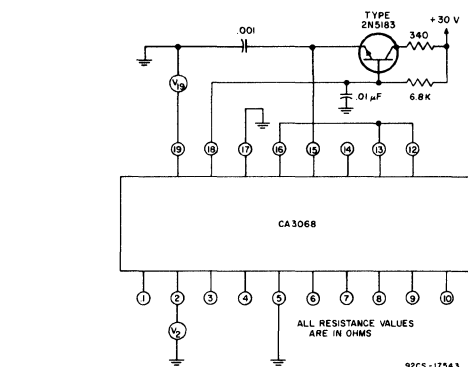 TYPE
2N5183
+30 V
.001
340
V19
.01 µF
6.8K
19 18 17 16 15 14 13 12
CA3068
1 2 3 4 5 6 7 8 9 10
V2
ALL RESISTANCE VALUES
ARE IN OHMS
92CS-17543